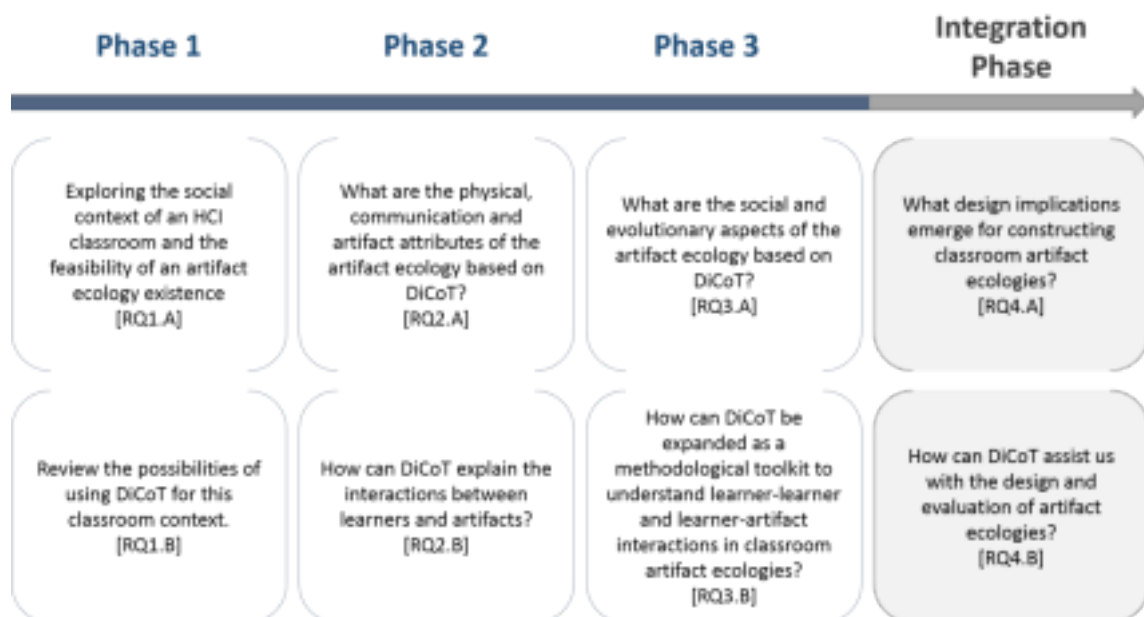 Phase 1
Phase 2
Phase 3
Integration
Phase
Exploring the social
context of an HCI
classroom and the
feasibility of an artifact
ecology existence
[RQ1.A]
What are the physical,
communication and
artifact attributes of the
artifact ecology based on
DiCoT?
[RQ2.A]
What are the social and
evolutionary aspects of the
artifact ecology based on
DiCoT?
[RQ3.A]
What design implications
emerge for constructing
classroom artifact
ecologies?
[RQ4.A]
Review the possibilities of
using DiCoT for this
classroom context.
[RQ1.B]
How can DiCoT explain the
interactions between
learners and artifacts?
[RQ2.B]
How can DiCoT be
expanded as a
methodological toolkit to
understand learner-learner
and learner-artifact
interactions in classroom
artifact ecologies?
[RQ3.B]
How can DiCoT assist us
with the design and
evaluation of artifact
ecologies?
[RQ4.B]